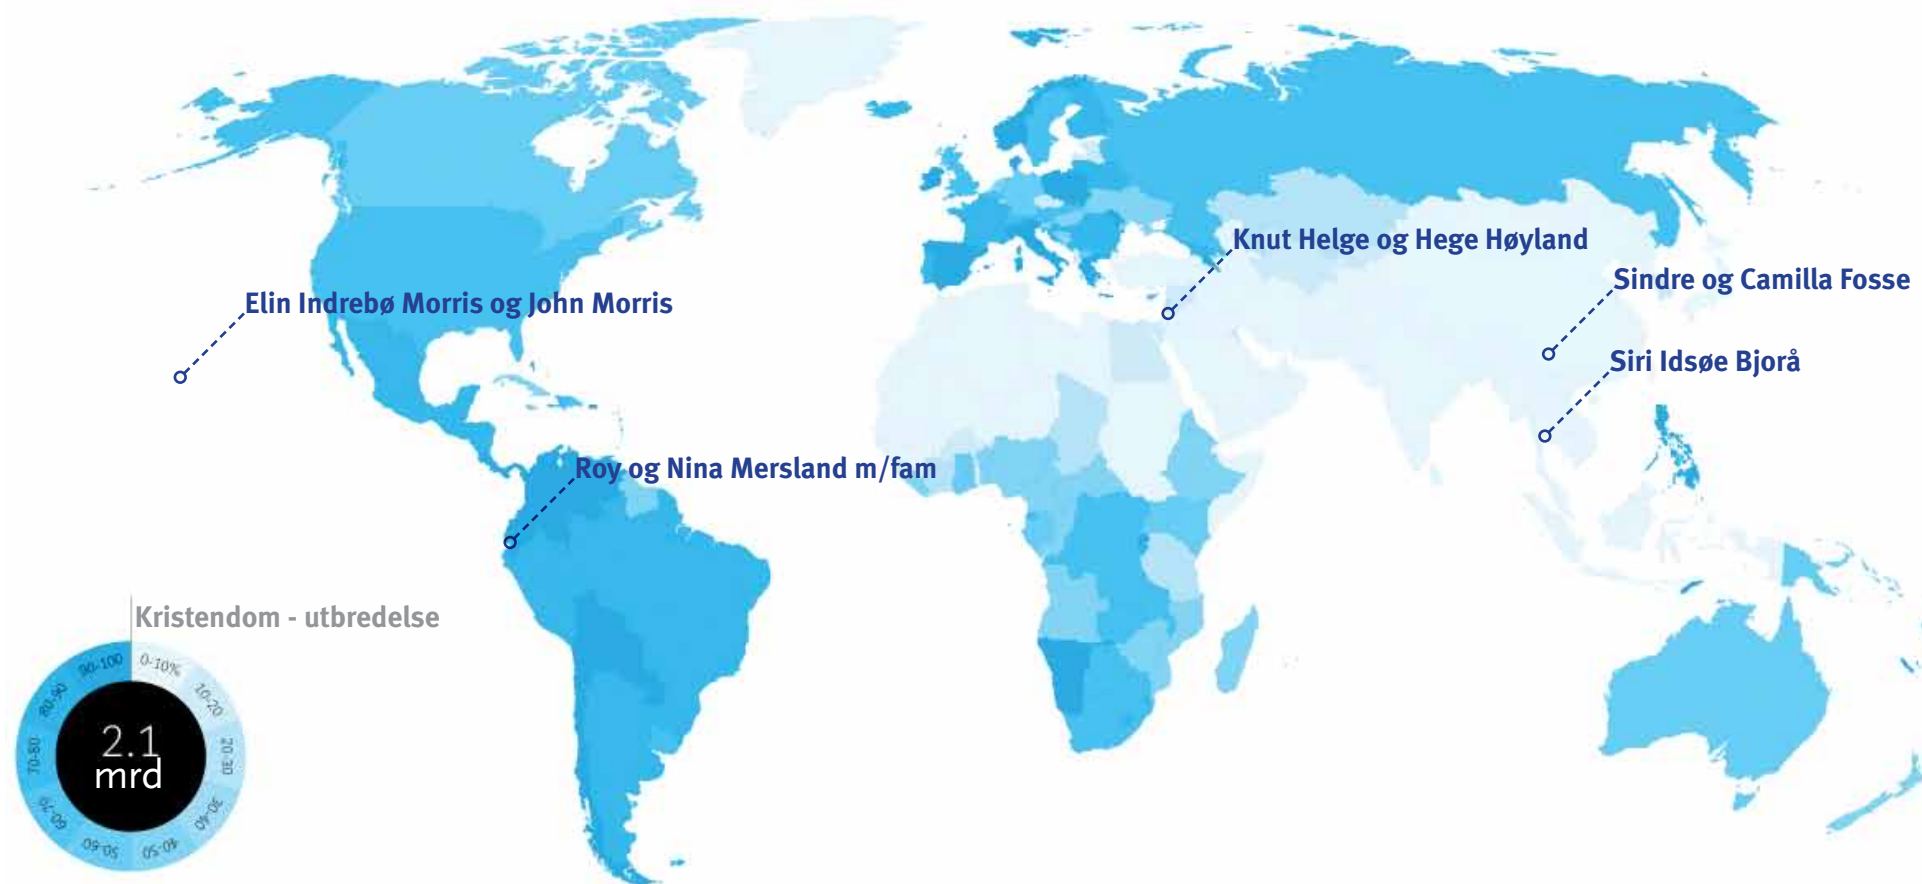 Knut Helge og Hege Høyland
Sindre og Camilla Fosse
Elin Indrebø Morris og John Morris
Siri Idsøe Bjorå
Roy og Nina Mersland m/fam
Kristendom - utbredelse
0-10%
10-20
20-30
30-40
40-50
50-60
60-70
70-80
80-90
90-100
2.1
mrd